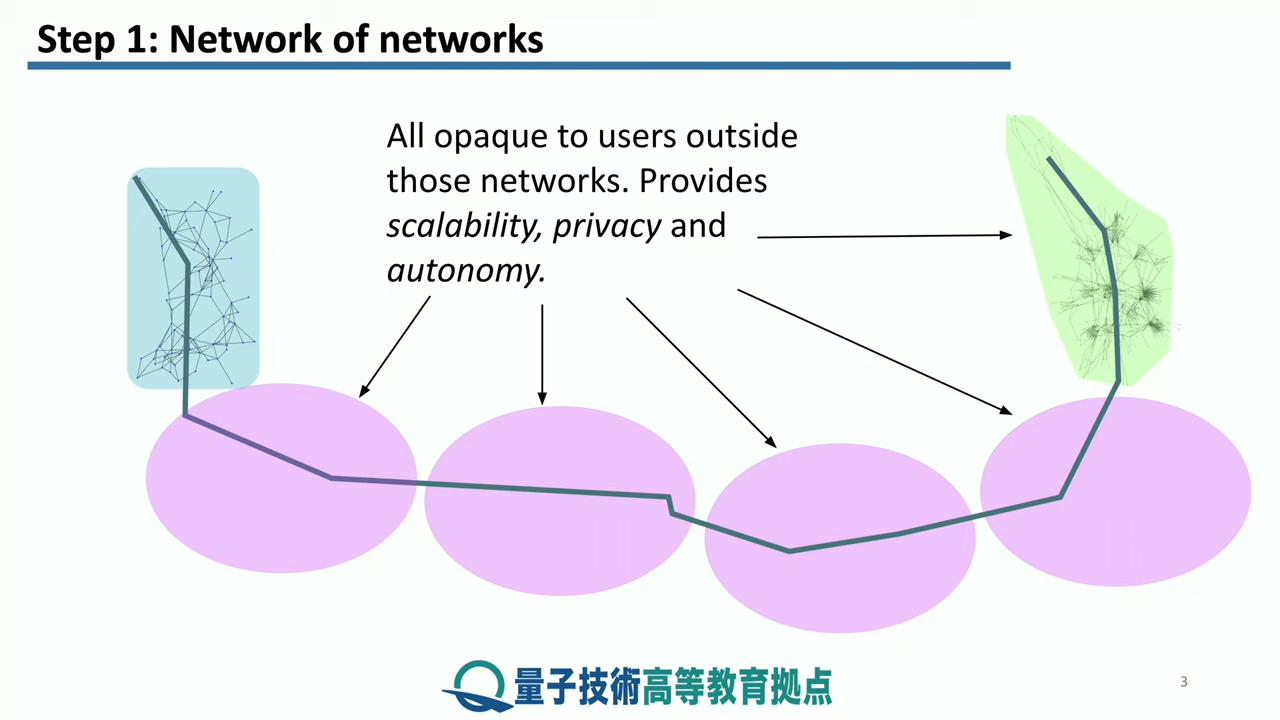 Step 1: Network of networks
All opaque to users outside
those networks. Provides
scalability, privacy and
autonomy.
量子技術高等教育拠点
3